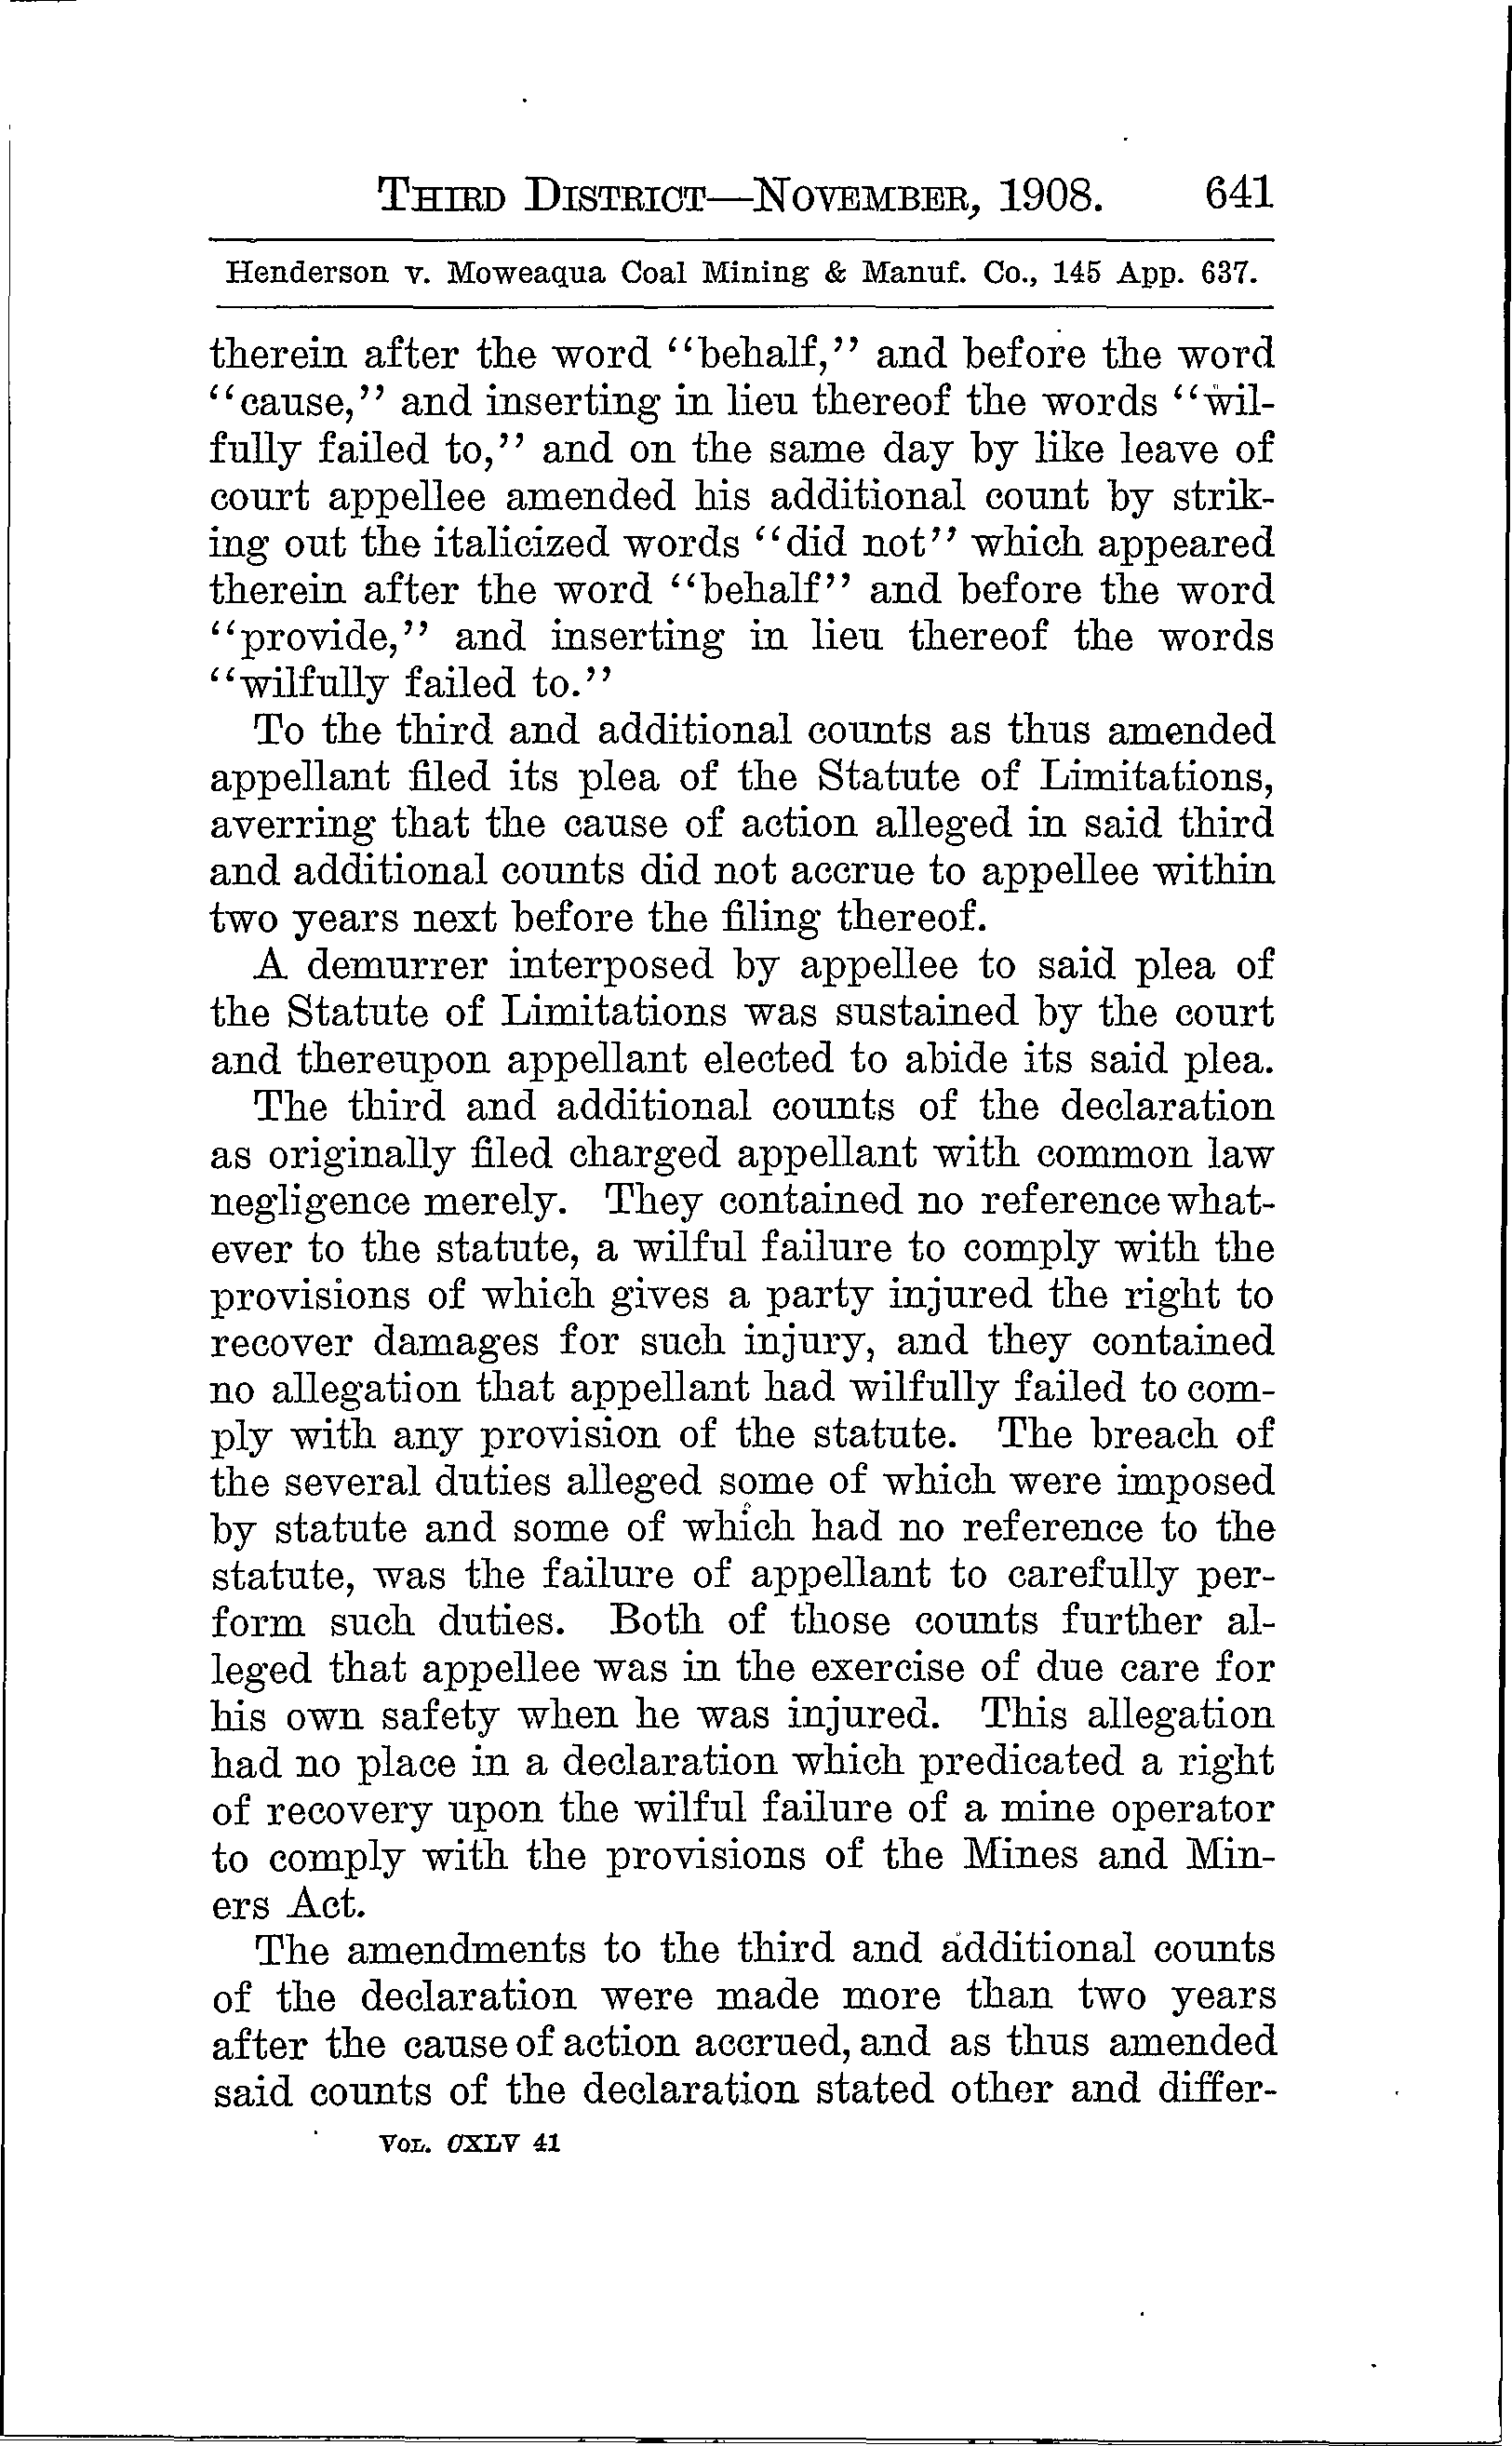 THIRD DISTRICT—NOVEMBER, 1908. 641
Henderson v. Moweaqua Coal Mining & Manuf. Co., 145 App. 637.
therein after the word "behalf," and before the word
"cause," and inserting in lieu thereof the words "wil-
fully failed to," and on the same day by like leave of
court appellee amended his additional count by strik-
ing out the italicized words "did not" which appeared
therein after the word "behalf" and before the word
"provide," and inserting in lieu thereof the words
"wilfully failed to."
To the third and additional counts as thus amended
appellant filed its plea of the Statute of Limitations,
averring that the cause of action alleged in said third
and additional counts did not accrue to appellee within
two years next before the filing thereof.
A demurrer interposed by appellee to said plea of
the Statute of Limitations was sustained by the court
and thereupon appellant elected to abide its said plea.
The third and additional counts of the declaration
as originally filed charged appellant with common law
negligence merely. They contained no reference what-
ever to the statute, a wilful failure to comply with the
provisions of which gives a party injured the right to
recover damages for such injury, and they contained
no allegation that appellant had wilfully failed to com-
ply with any provision of the statute. The breach of
the several duties alleged some of which were imposed
by statute and some of which had no reference to the
statute, was the failure of appellant to carefully per-
form such duties. Both of those counts further al-
leged that appellee was in the exercise of due care for
his own safety when he was injured. This allegation
had no place in a declaration which predicated a right
of recovery upon the wilful failure of a mine operator
to comply with the provisions of the Mines and Min-
ers Act.
The amendments to the third and additional counts
of the declaration were made more than two years
after the cause of action accrued, and as thus amended
said counts of the declaration stated other and differ-
VOL. CXLV 41